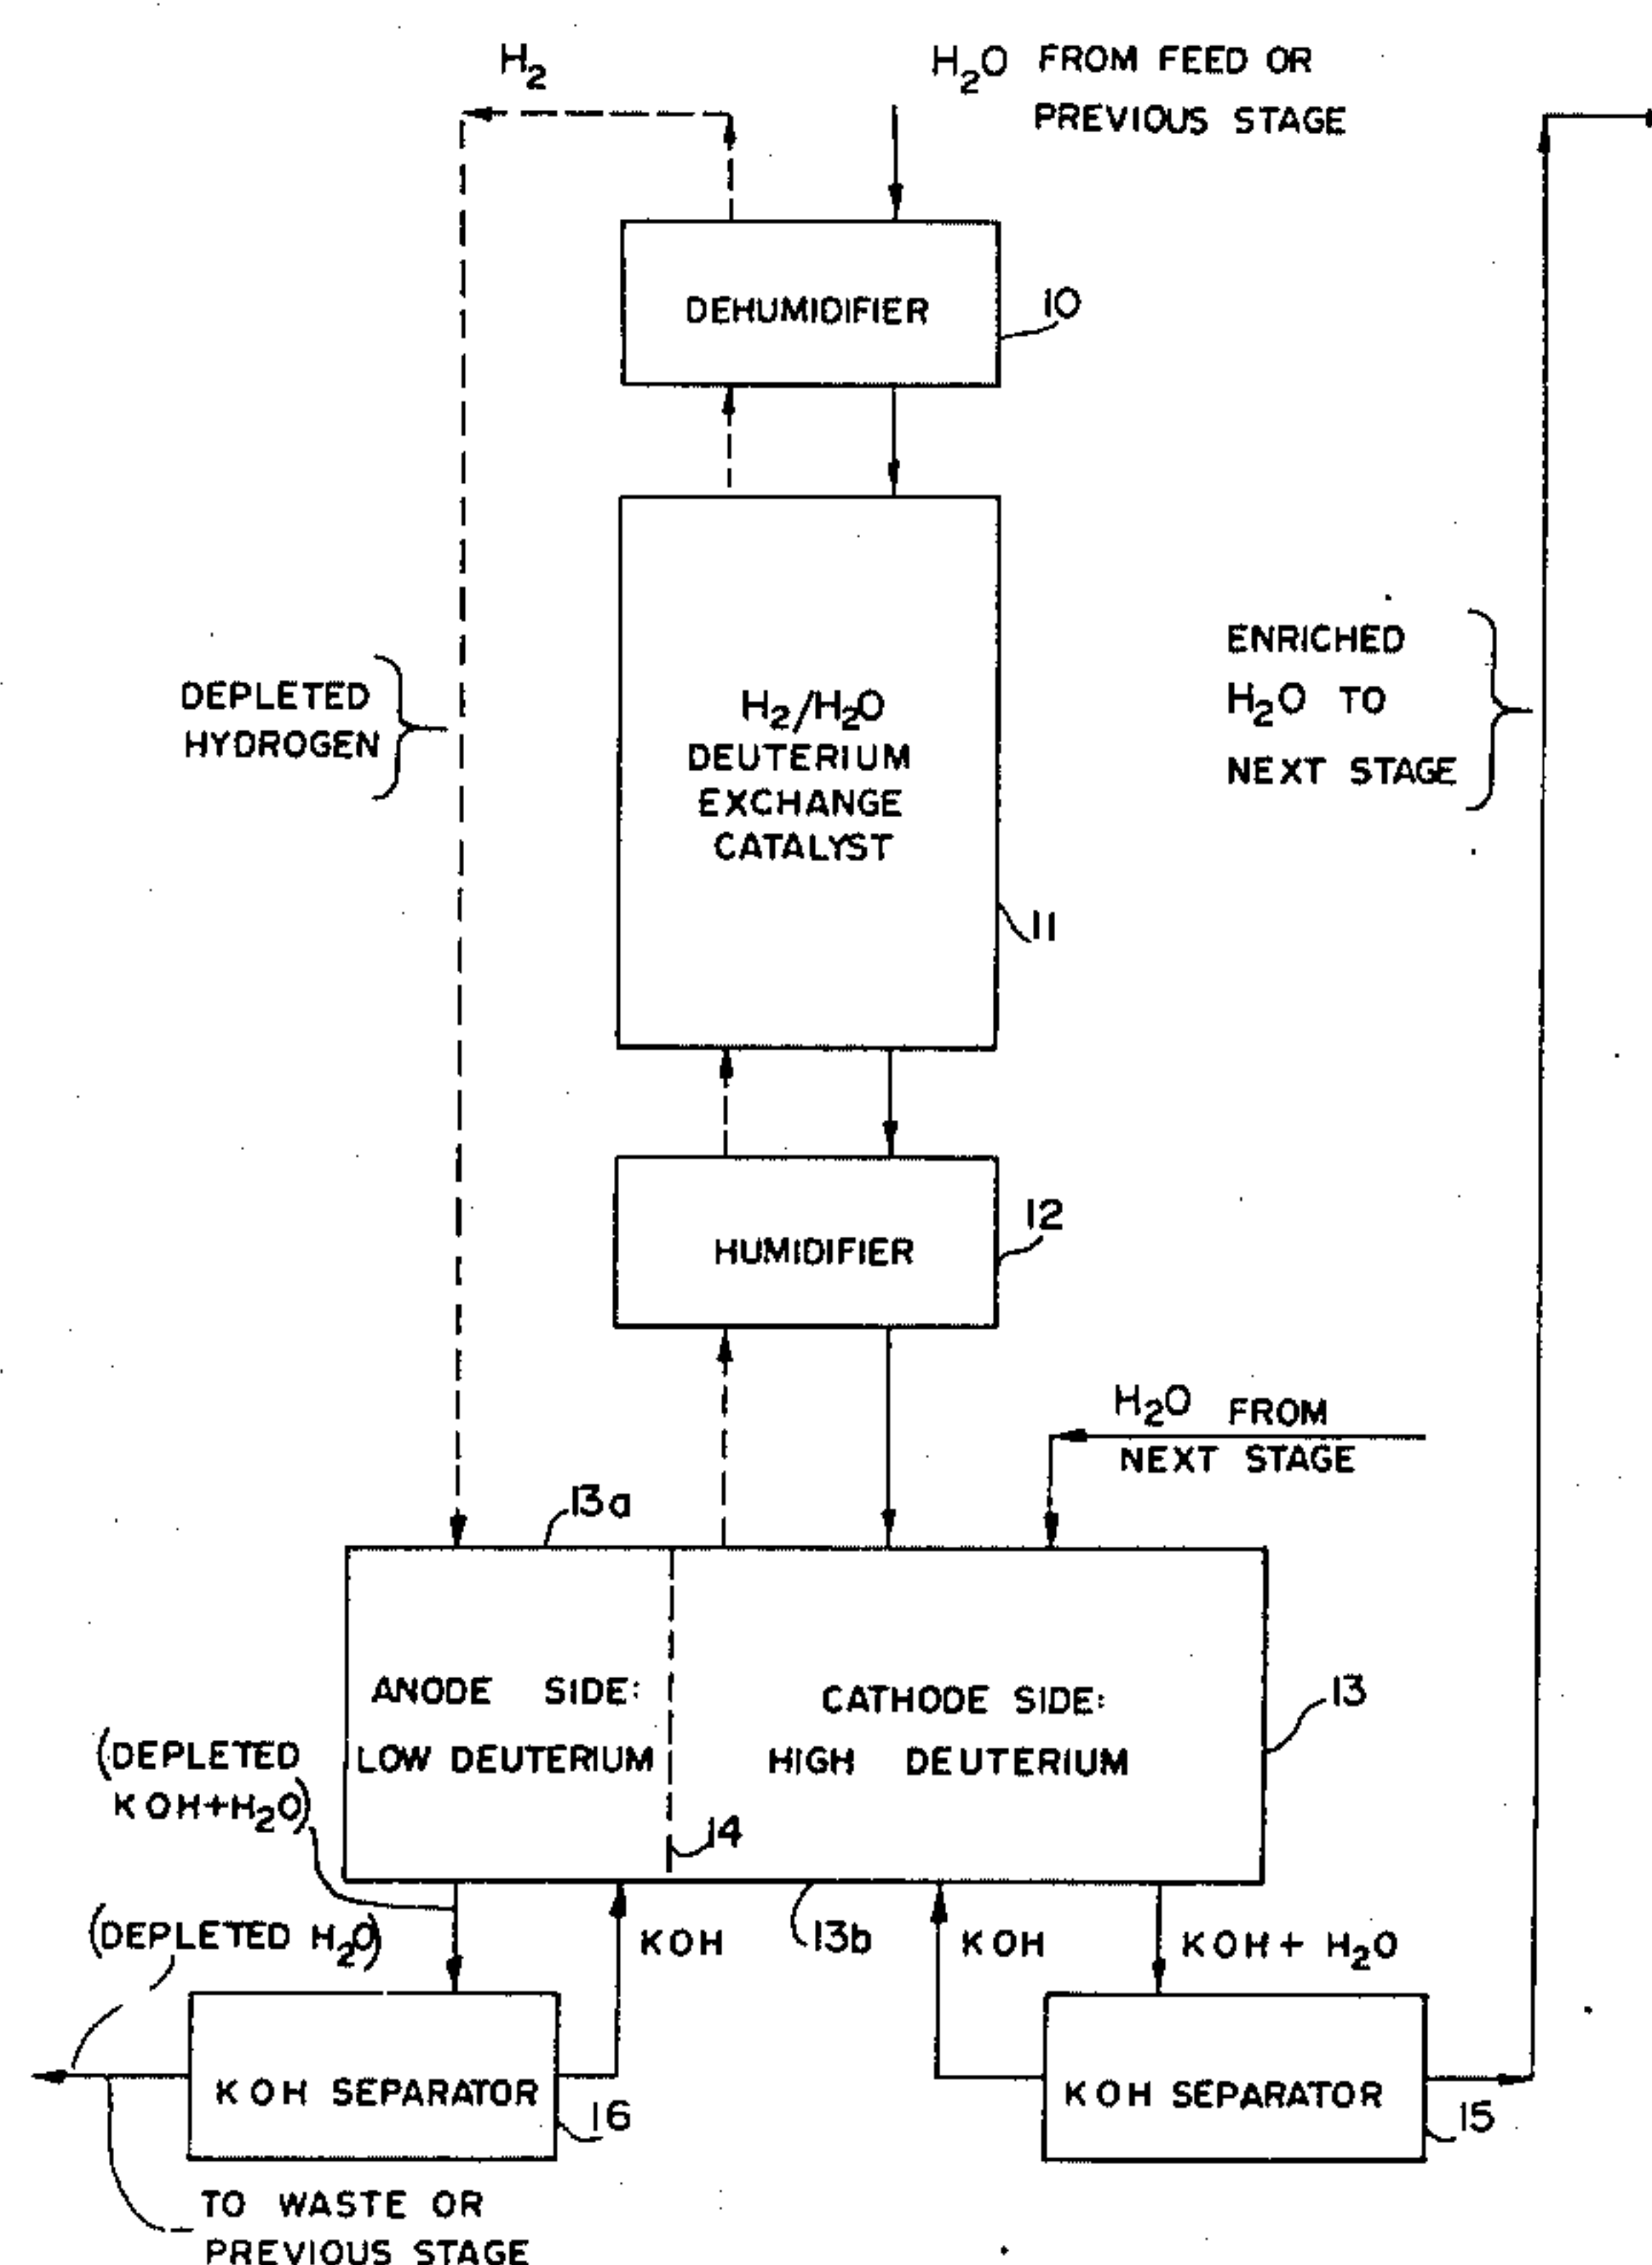 H₂
H₂O FROM FEED OR
PREVIOUS STAGE
DEHUMIDIFIER
10
DEPLETED
HYDROGEN
H₂/H₂O
DEUTERIUM
EXCHANGE
CATALYST
11
ENRICHED
H₂O TO
NEXT STAGE
HUMIDIFIER
12
H₂O FROM
NEXT STAGE
13a
ANODE SIDE:
LOW DEUTERIUM
CATHODE SIDE:
HIGH DEUTERIUM
13
14
(DEPLETED
KOH+H₂O)
(DEPLETED H₂O)
KOH
13b
KOH
KOH+ H₂O
KOH SEPARATOR
16
KOH SEPARATOR
15
TO WASTE OR
PREVIOUS STAGE